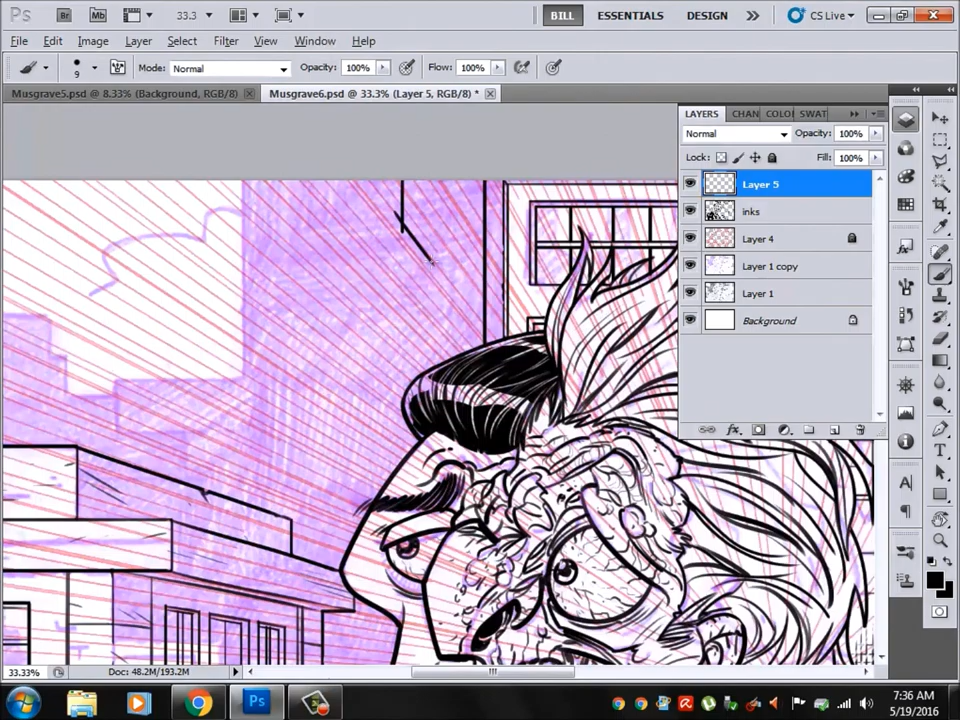 Ps Br Mb 33.3 BILL ESSENTIALS DESIGN CS Live
File Edit Image Layer Select Filter View Window Help
9 Mode: Normal Opacity: 100% Flow: 100%
Musgrave5.psd @ 8.33% (Background, RGB/8) Musgrave6.psd @ 33.3% (Layer 5, RGB/8) *
LAYERS CHAN COLO SWAT
Normal Opacity: 100%
Lock: Fill: 100%
Layer 5
inks
Layer 4
Layer 1 copy
Layer 1
Background
33.33% Doc: 48.2M/193.2M
7:36 AM
5/19/2016